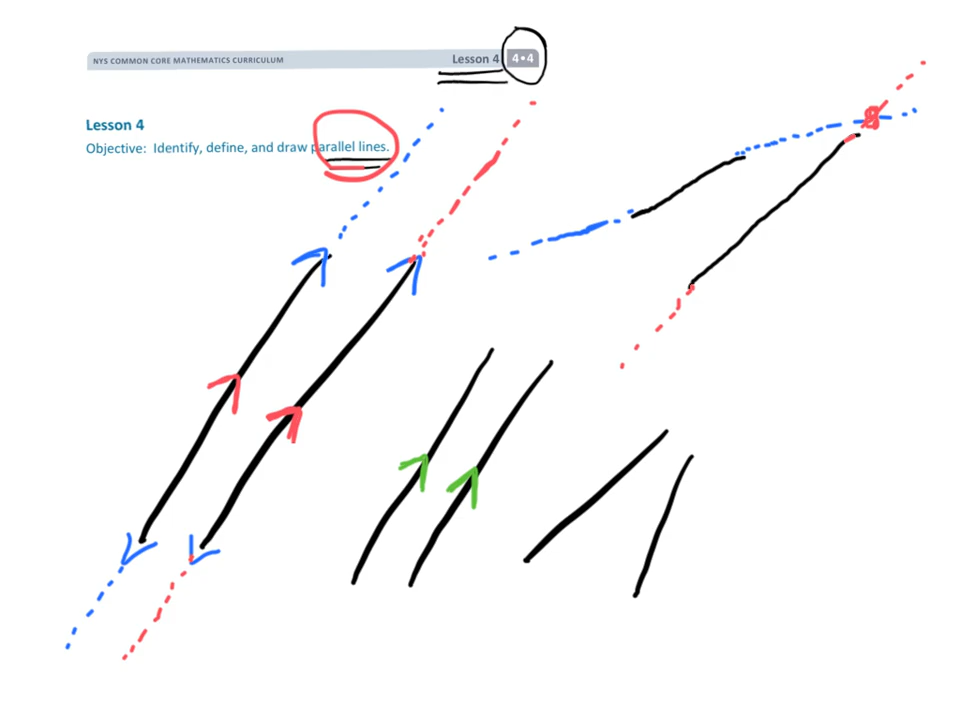 NYS COMMON CORE MATHEMATICS CURRICULUM Lesson 4 4•4
Lesson 4
Objective: Identify, define, and draw parallel lines.